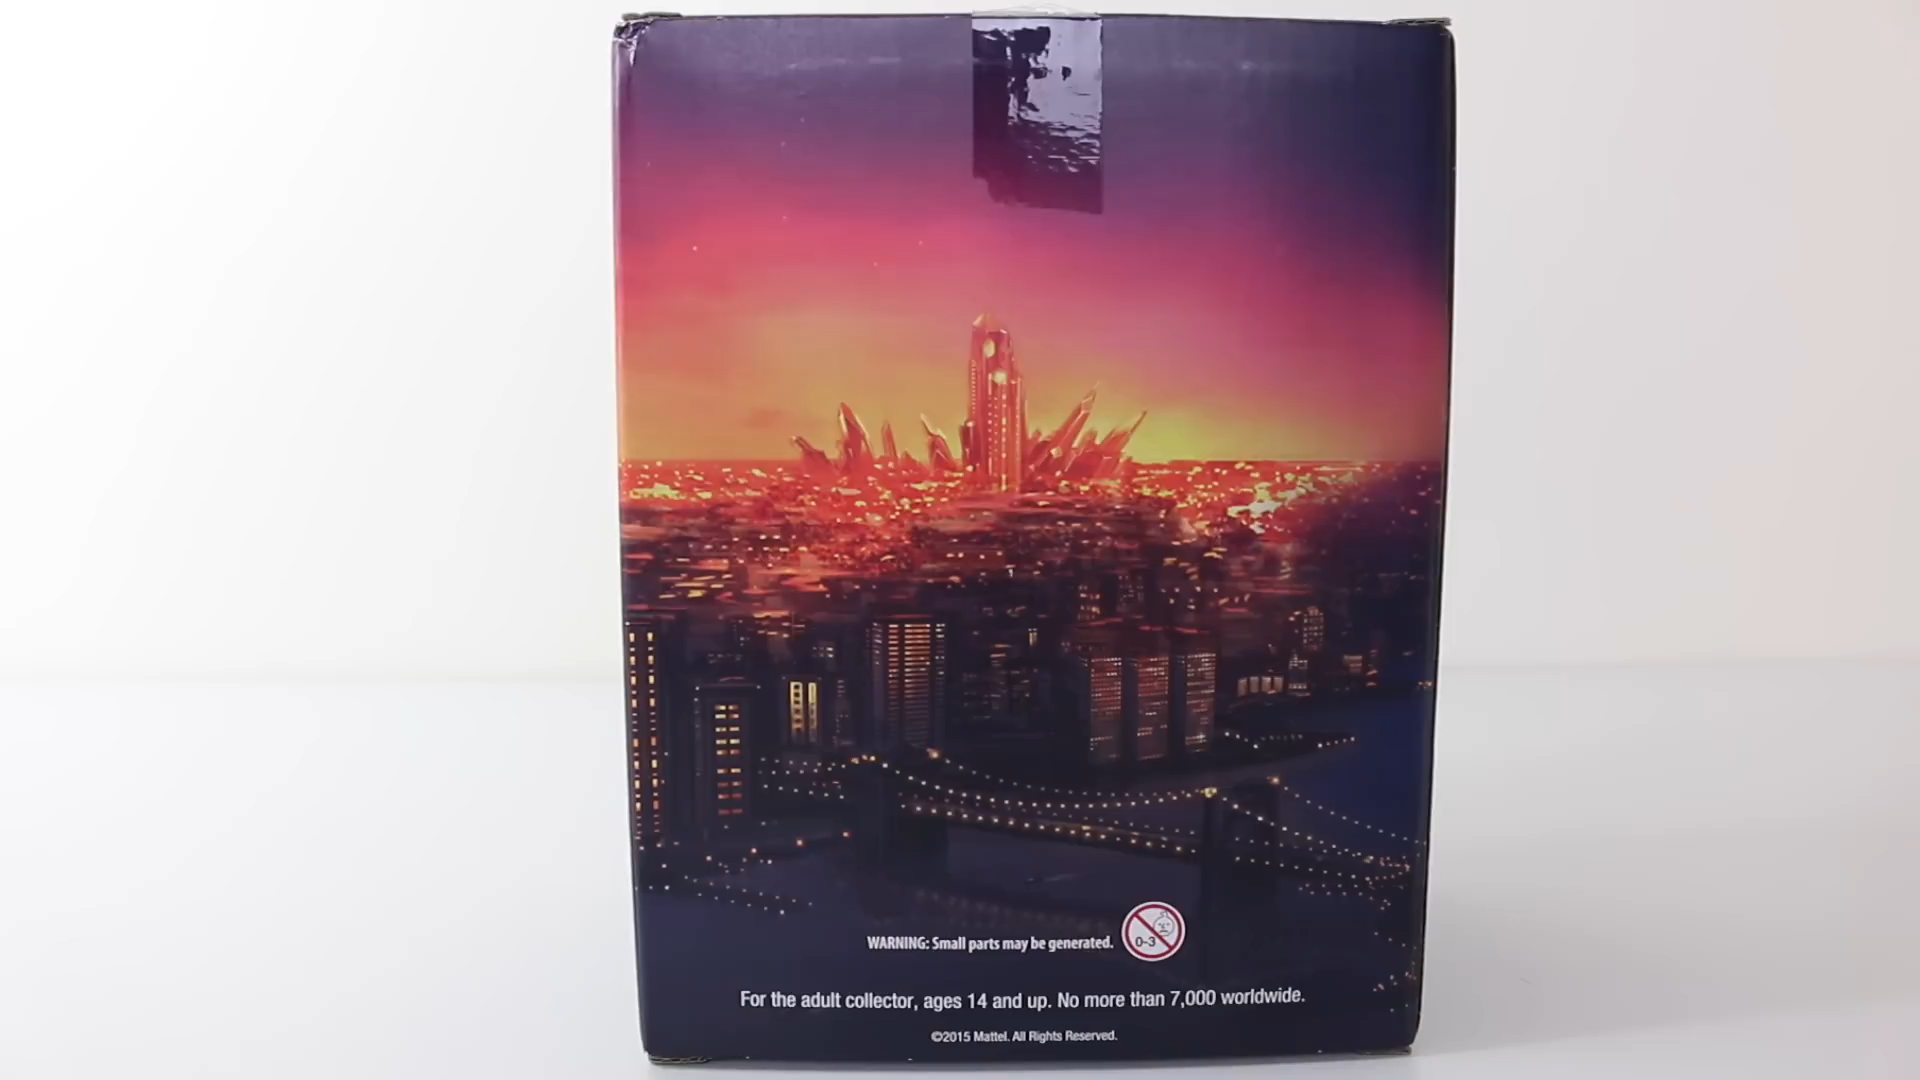 WARNING: Small parts may be generated.
0-3
For the adult collector, ages 14 and up. No more than 7,000 worldwide.
©2015 Mattel. All Rights Reserved.